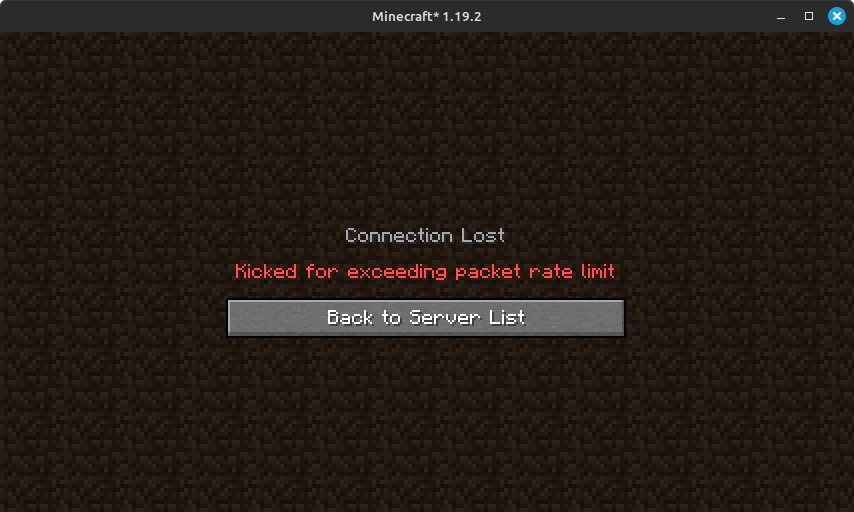 Minecraft* 1.19.2
Connection Lost
Kicked for exceeding packet rate limit
Back to Server List